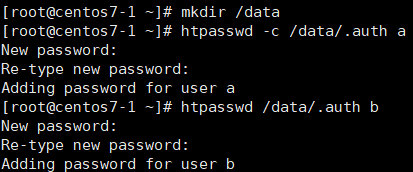 [root@centos7-1 ~]# mkdir /data
[root@centos7-1 ~]# htpasswd -c /data/.auth a
New password:
Re-type new password:
Adding password for user a
[root@centos7-1 ~]# htpasswd /data/.auth b
New password:
Re-type new password:
Adding password for user b